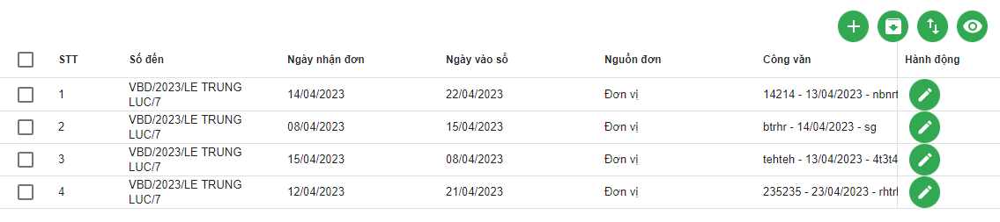 STT Số đến Ngày nhận đơn Ngày vào sổ Nguồn đơn Công văn Hành động
1 VBD/2023/LE TRUNG LUC/7 14/04/2023 22/04/2023 Đơn vị 14214 - 13/04/2023 - nbnrt
2 VBD/2023/LE TRUNG LUC/7 08/04/2023 15/04/2023 Đơn vị btrhr - 14/04/2023 - sg
3 VBD/2023/LE TRUNG LUC/7 15/04/2023 08/04/2023 Đơn vị tehteh - 13/04/2023 - 4t3t4
4 VBD/2023/LE TRUNG LUC/7 12/04/2023 21/04/2023 Đơn vị 235235 - 23/04/2023 -